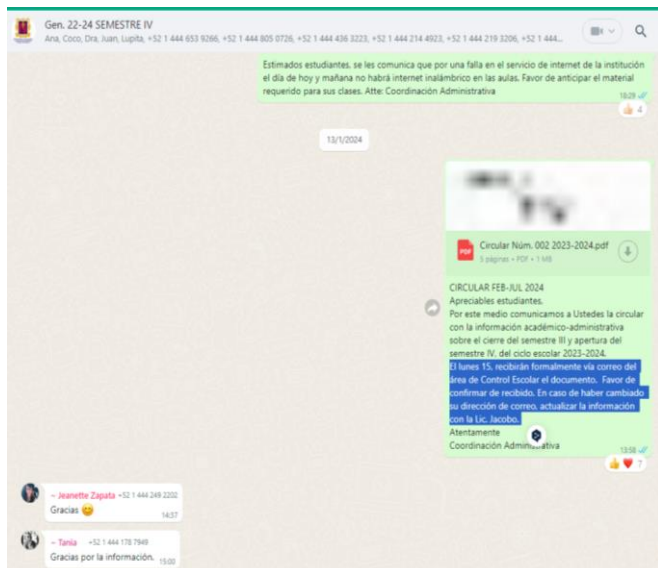 Gen. 22-24 SEMESTRE IV
Ana, Coco, Dra, Juan, Lupita, +52 1 444 653 9266, +52 1 444 805 0726, +52 1 444 436 3223, +52 1 444 214 4923, +52 1 444 219 3206, +52 1 444...
Estimados estudiantes, se les comunica que por una falla en el servicio de internet de la institución
el día de hoy y mañana no habrá internet inalámbrico en las aulas. Favor de anticipar el material
requerido para sus clases. Atte: Coordinación Administrativa
18:09
4
13/1/2024
PDF
Circular Núm. 002 2023-2024.pdf
5 páginas • PDF • 1 MB
CIRCULAR FEB-JUL 2024
Apreciables estudiantes.
Por este medio comunicamos a Ustedes la circular
con la información académico-administrativa
sobre el cierre del semestre III y apertura del
semestre IV, del ciclo escolar 2023-2024.
El lunes 15, recibirán formalmente vía correo del
área de Control Escolar el documento. Favor de
confirmar de recibido. En caso de haber cambiado
su dirección de correo, actualizar la información
con la Lic. Jacobo.
Atentamente
Coordinación Administrativa
13:58
7
~ Jeanette Zapata +52 1 444 249 2202
Gracias 😊
14:37
~ Tania +52 1 444 178 7949
Gracias por la información.
15:00